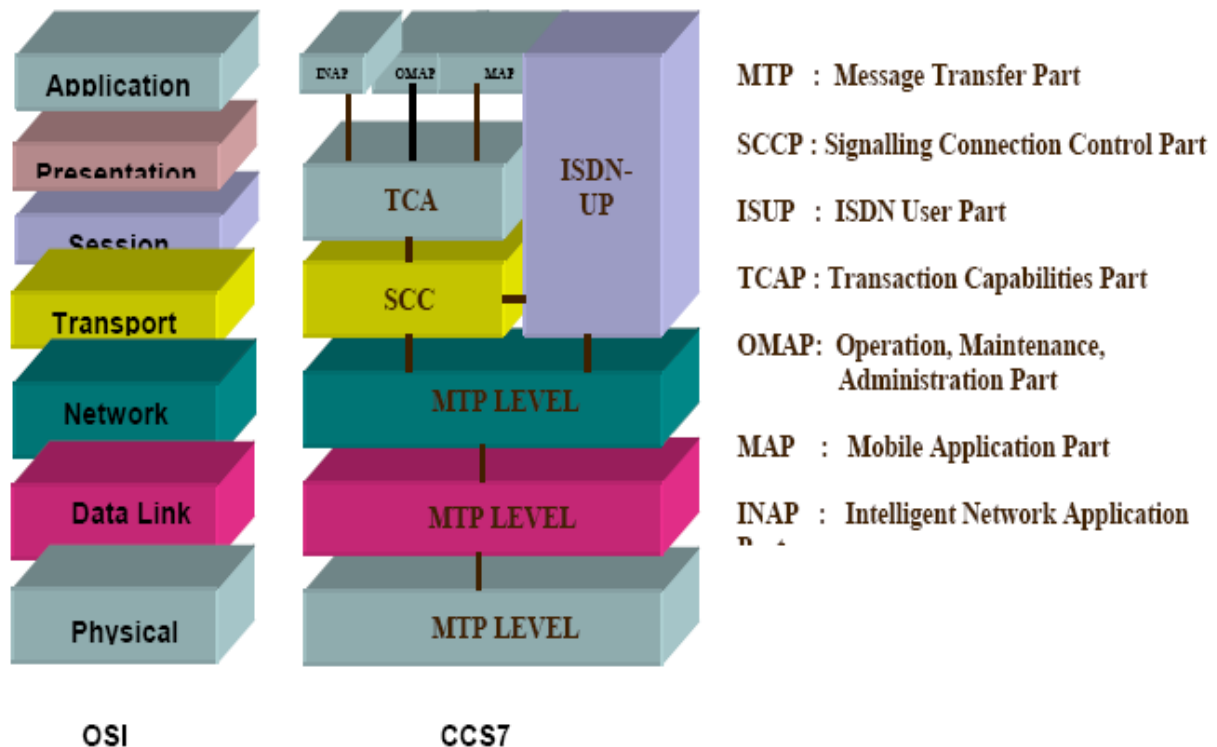 Application
Presentation
Session
Transport
Network
Data Link
Physical
OSI
INAP
OMAP
MAP
TCA
ISDN-
UP
SCC
MTP LEVEL
MTP LEVEL
MTP LEVEL
CCS7
MTP : Message Transfer Part
SCCP : Signalling Connection Control Part
ISUP : ISDN User Part
TCAP : Transaction Capabilities Part
OMAP: Operation, Maintenance,
Administration Part
MAP : Mobile Application Part
INAP : Intelligent Network Application